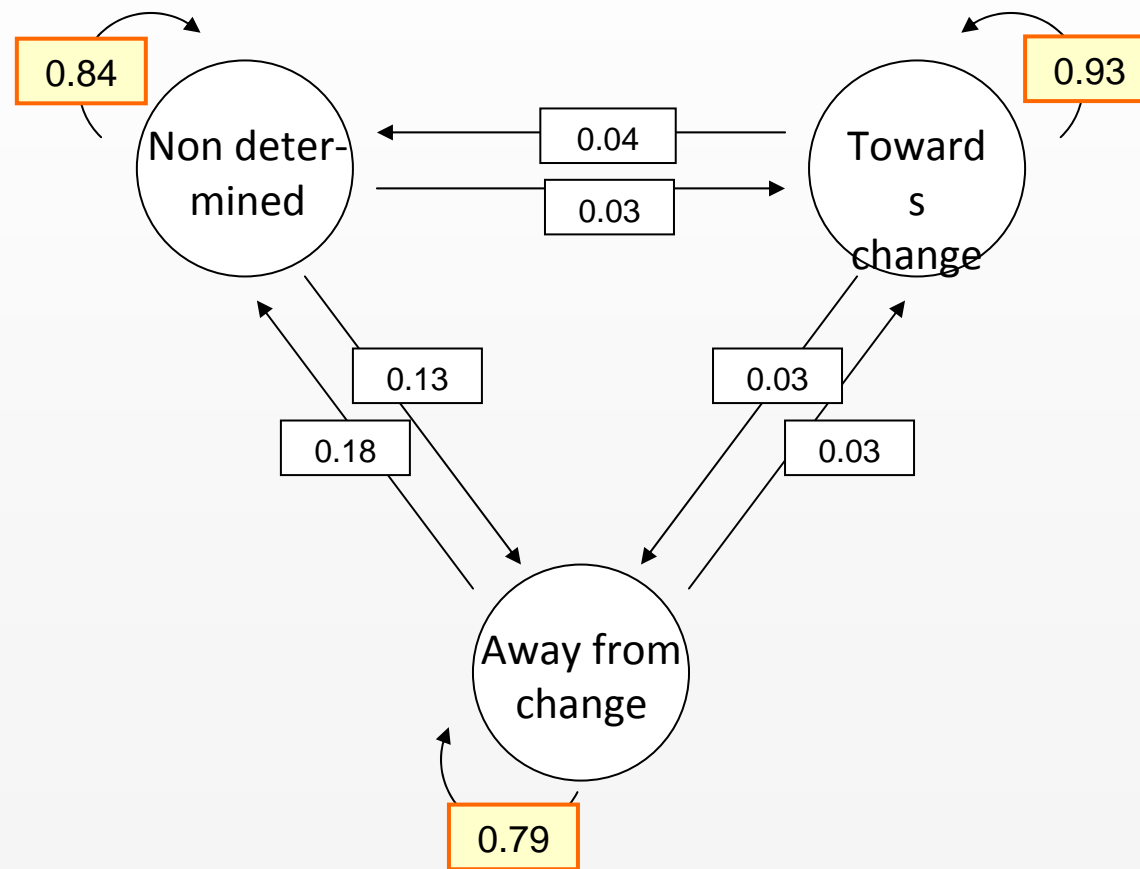 0.84
0.93
Non deter-
mined
0.04
0.03
Toward
s
change
0.13
0.18
0.03
0.03
Away from
change
0.79